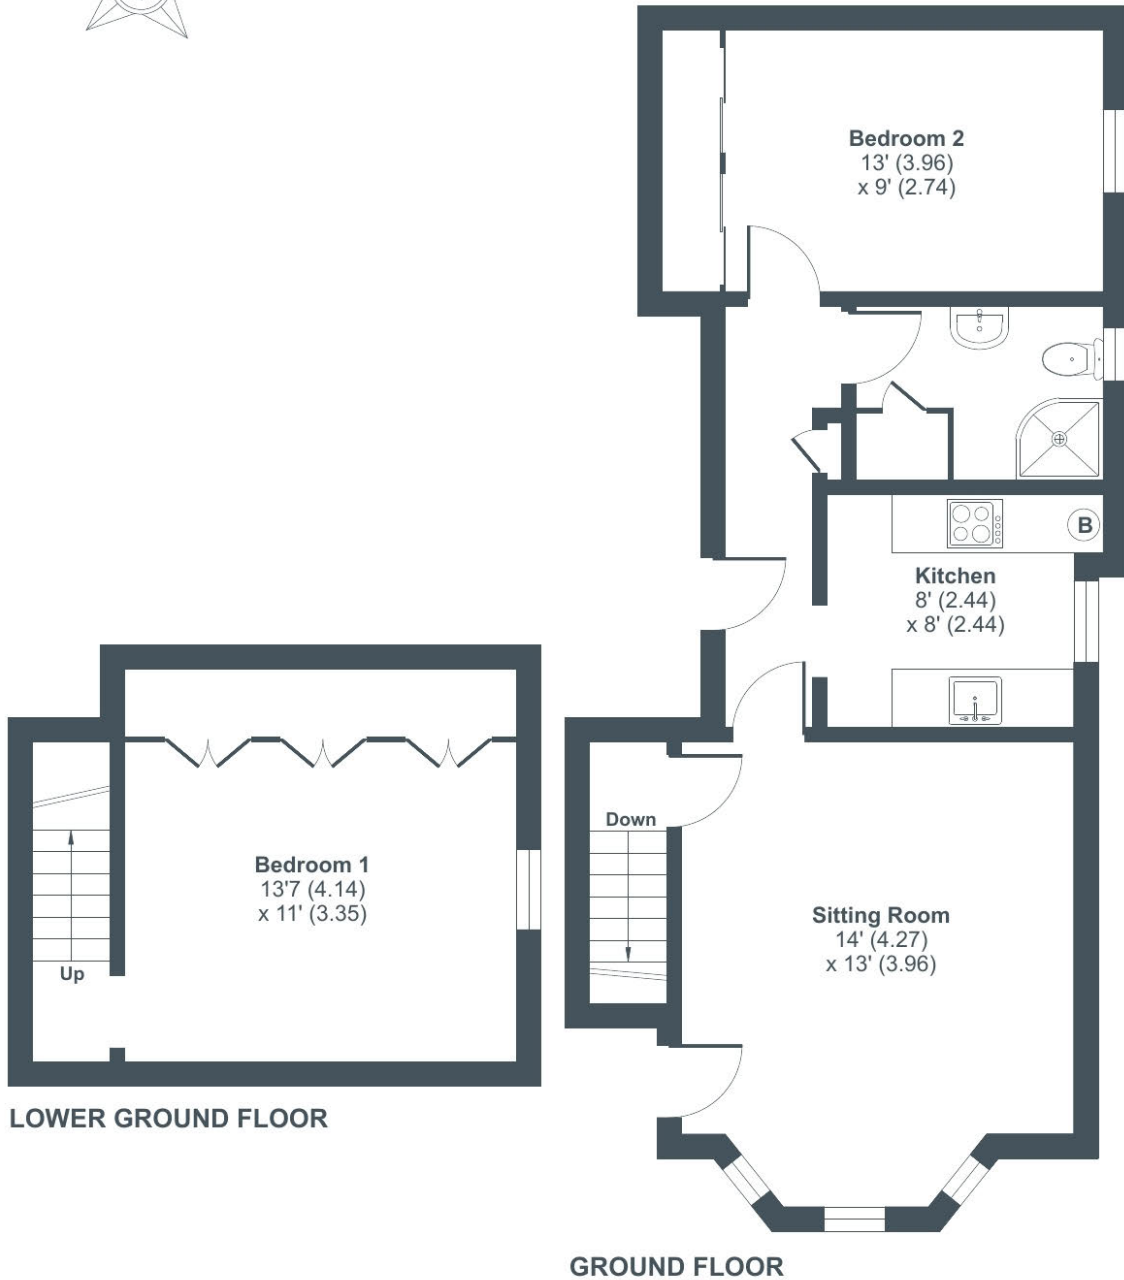 Bedroom 2
13' (3.96)
x 9' (2.74)
B
Kitchen
8' (2.44)
x 8' (2.44)
Down
Bedroom 1
13'7 (4.14)
x 11' (3.35)
Sitting Room
14' (4.27)
x 13' (3.96)
Up
LOWER GROUND FLOOR
GROUND FLOOR